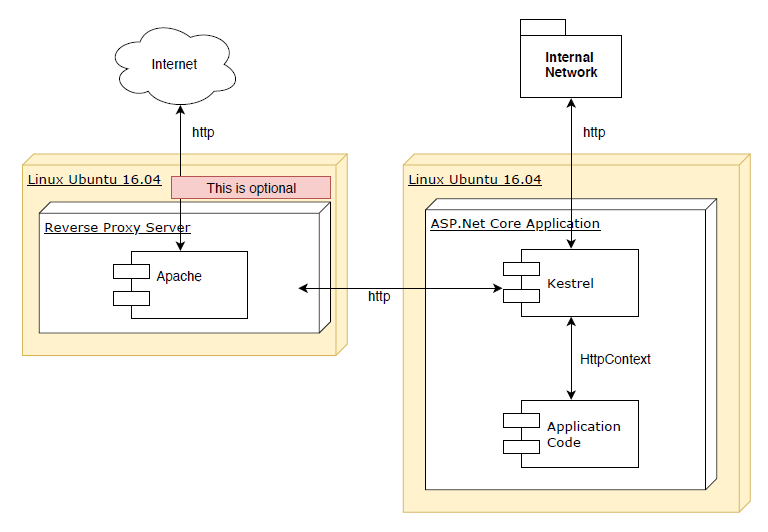 Internet
Internal
Network
http
http
Linux Ubuntu 16.04
This is optional
Linux Ubuntu 16.04
Reverse Proxy Server
ASP.Net Core Application
Apache
Kestrel
http
HttpContext
Application
Code